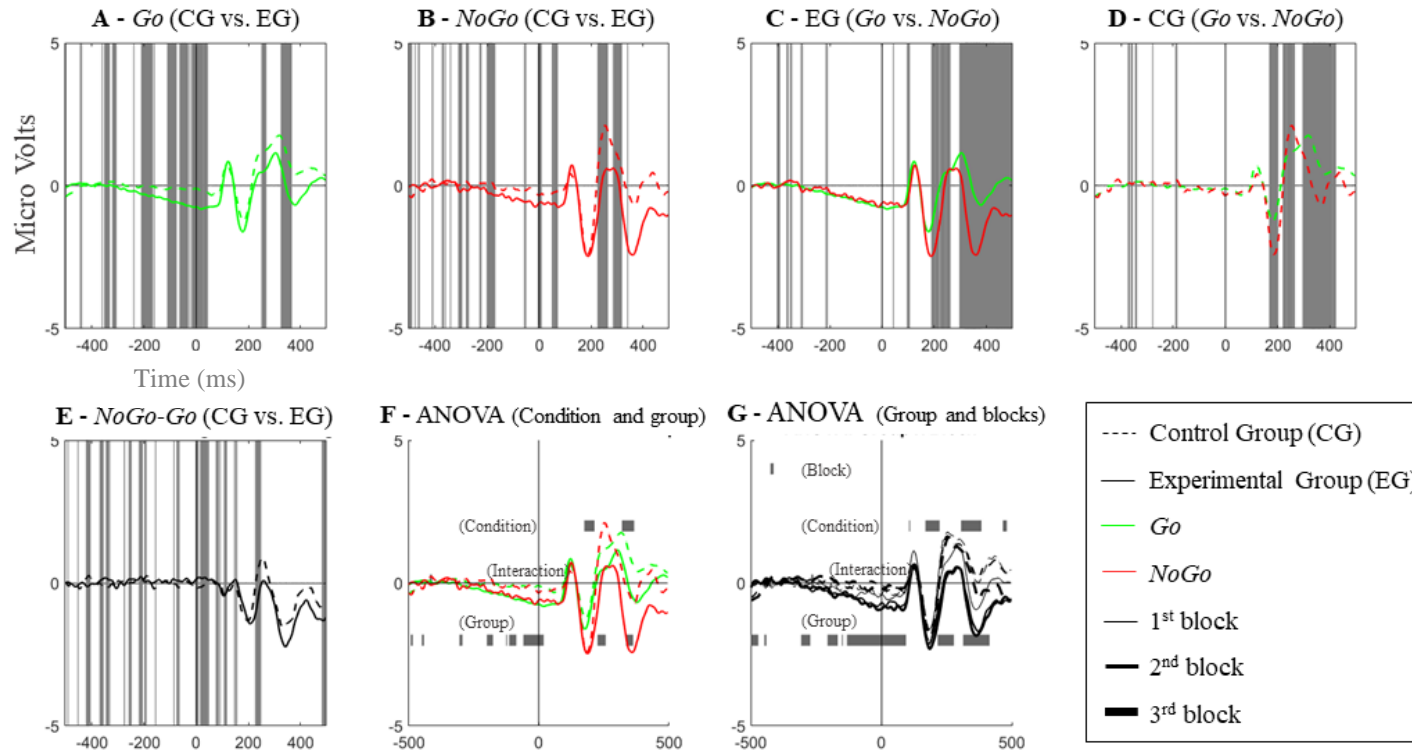 A - Go (CG vs. EG)
B - NoGo (CG vs. EG)
C - EG (Go vs. NoGo)
D - CG (Go vs. NoGo)
5
5
5
5
Micro Volts
0
0
0
0
-5
-5
-5
-5
-400 -200 0 200 400
-400 -200 0 200 400
-400 -200 0 200 400
-400 -200 0 200 400
Time (ms)
E - NoGo-Go (CG vs. EG)
F - ANOVA (Condition and group)
G - ANOVA (Group and blocks)
5
5
5
(Block)
(Condition)
(Condition)
(Interaction)
(Interaction)
0
0
0
(Group)
(Group)
-5
-5
-5
-400 -200 0 200 400
-500 0 500
-500 0 500
Control Group (CG)
Experimental Group (EG)
Go
NoGo
1st block
2nd block
3rd block